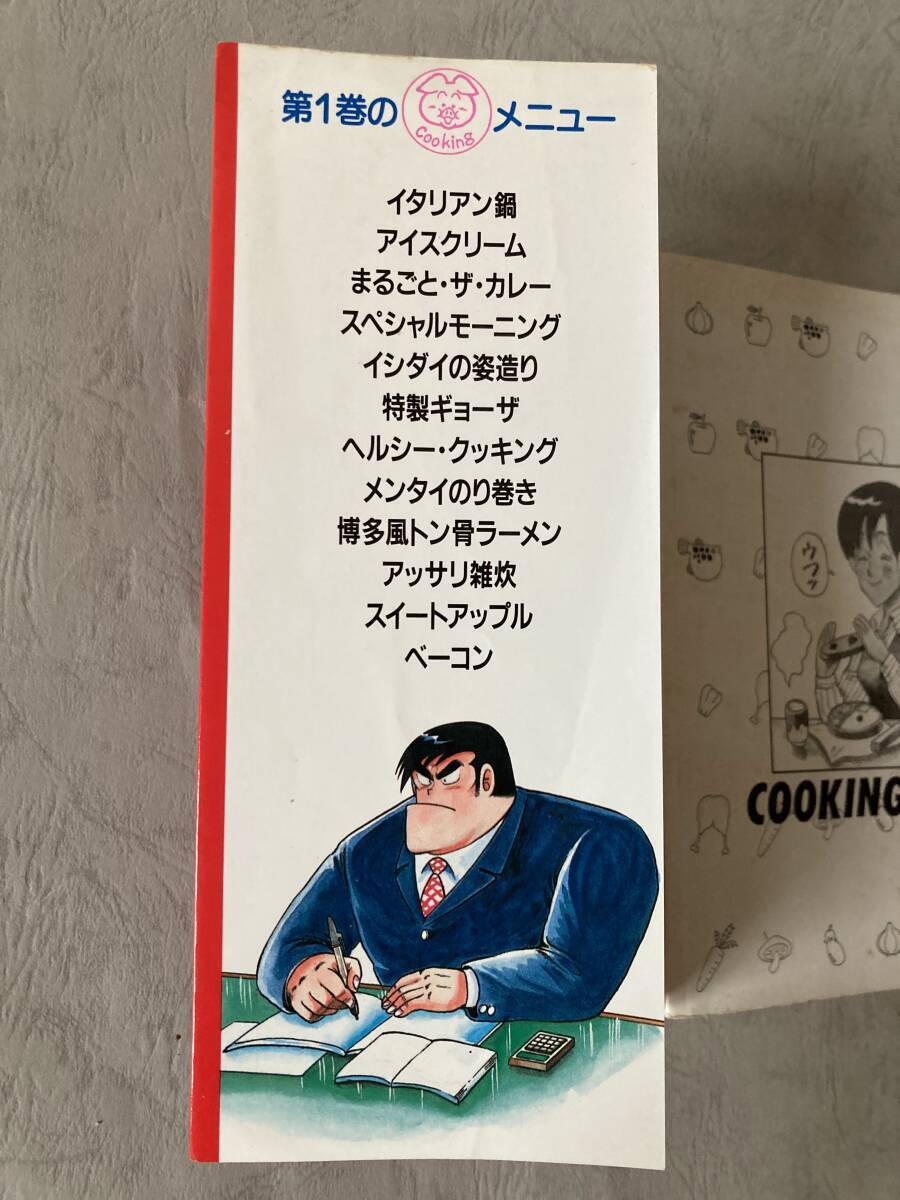 第1巻の Cooking メニュー
イタリアン鍋
アイスクリーム
まるごと・ザ・カレー
スペシャルモーニング
イシダイの姿造り
特製ギョーザ
ヘルシー・クッキング
メンタイのり巻き
博多風トン骨ラーメン
アッサリ雑炊
スイートアップル
ベーコン
ウフッ
COOKING